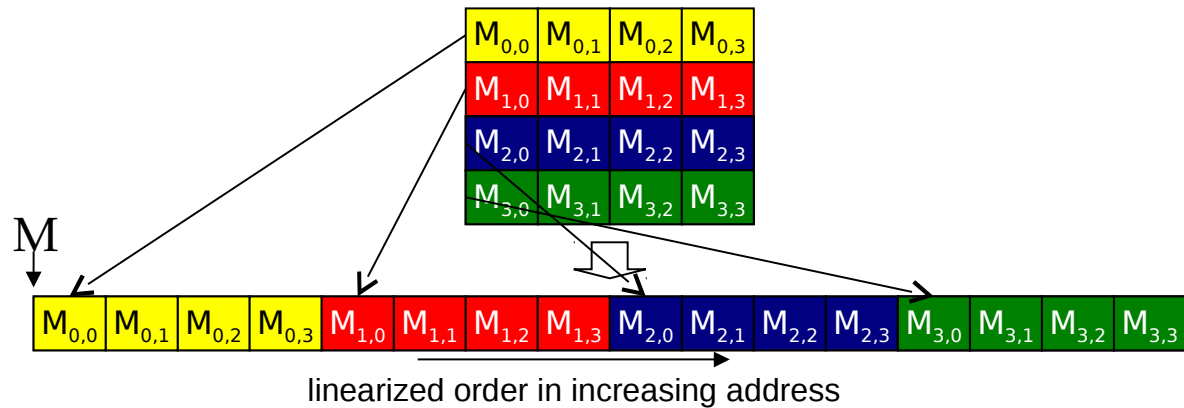 M0,0 M0,1 M0,2 M0,3
M1,0 M1,1 M1,2 M1,3
M2,0 M2,1 M2,2 M2,3
M3,0 M3,1 M3,2 M3,3
M
M0,0 M0,1 M0,2 M0,3 M1,0 M1,1 M1,2 M1,3 M2,0 M2,1 M2,2 M2,3 M3,0 M3,1 M3,2 M3,3
linearized order in increasing address